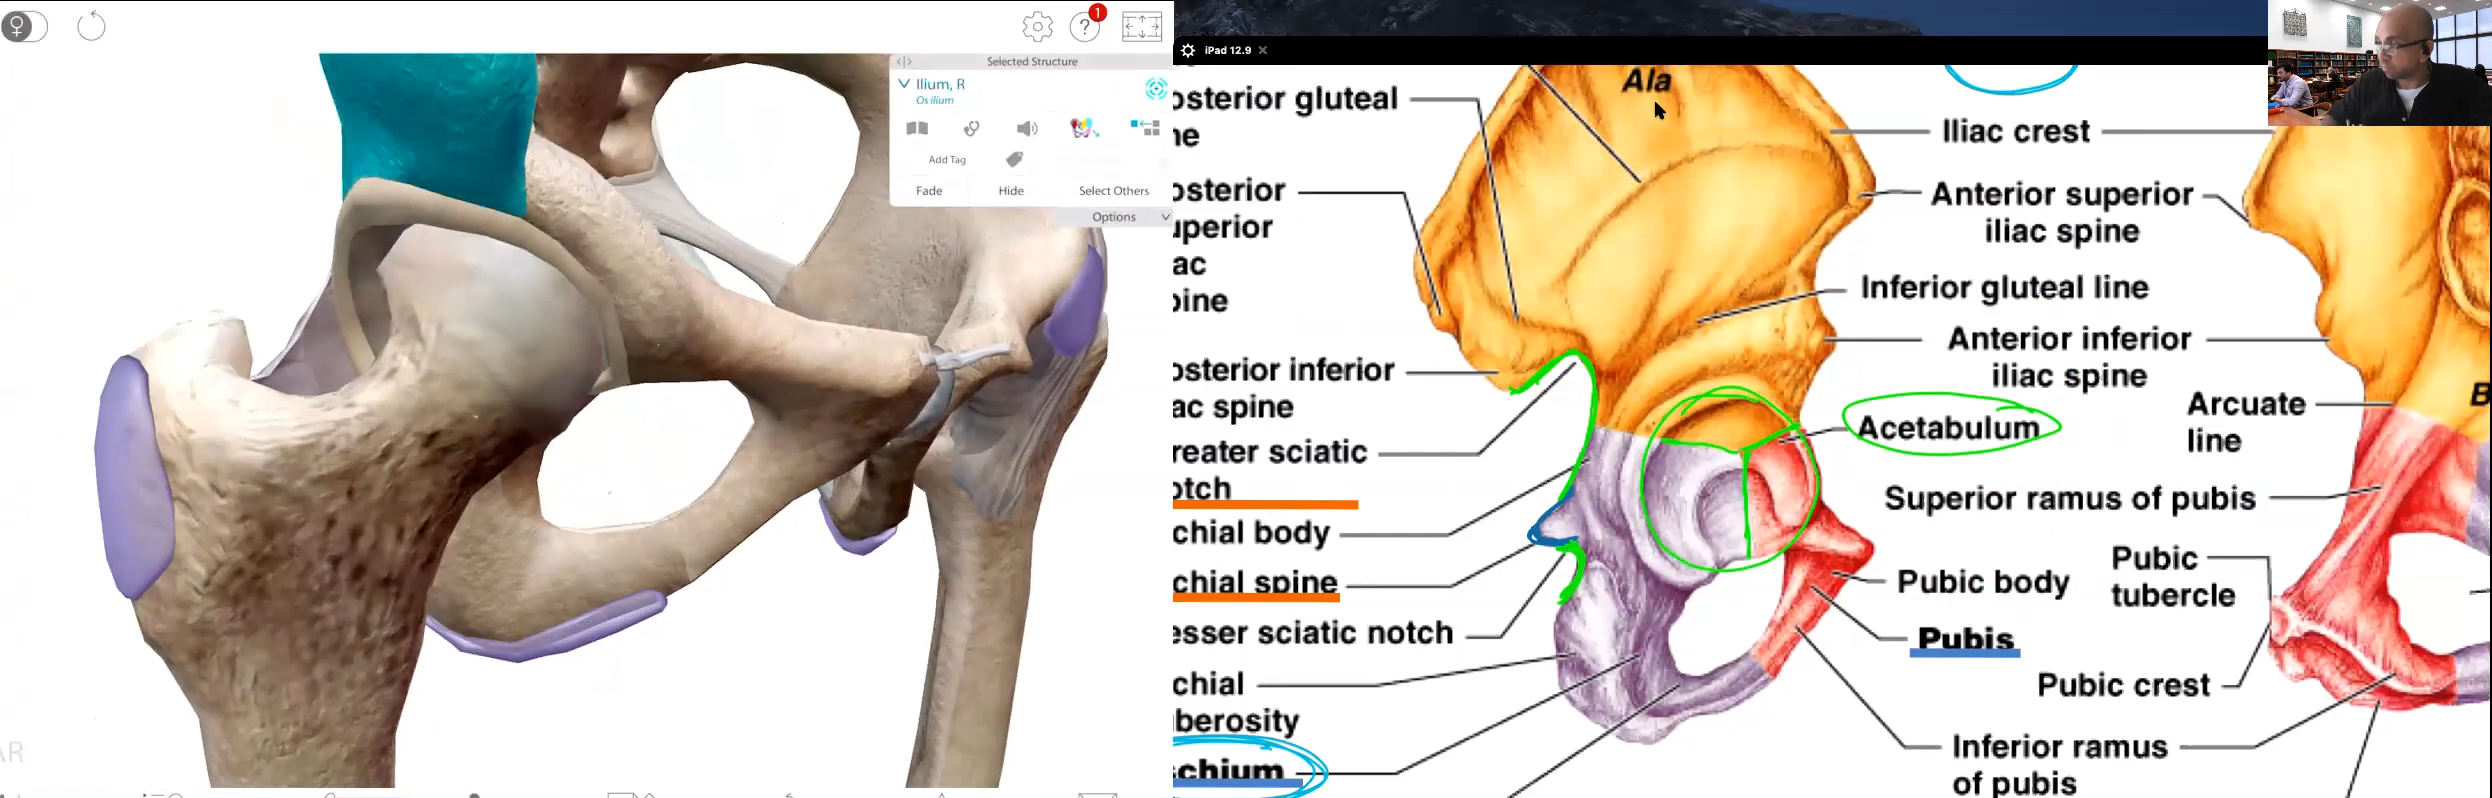 1
?
Selected Structure
Ilium, R
Os ilium
Add Tag
Fade
Hide
Select Others
Options
AR
iPad 12.9
osterior gluteal
ne
osterior
uperior
ac
pine
osterior inferior
ac spine
reater sciatic
otch
chial body
chial spine
esser sciatic notch
chial
berosity
chium
Ala
Iliac crest
Anterior superior
iliac spine
Inferior gluteal line
Anterior inferior
iliac spine
Acetabulum
Arcuate
line
B
Superior ramus of pubis
Pubic
tubercle
Pubic body
Pubis
Pubic crest
Inferior ramus
of pubis